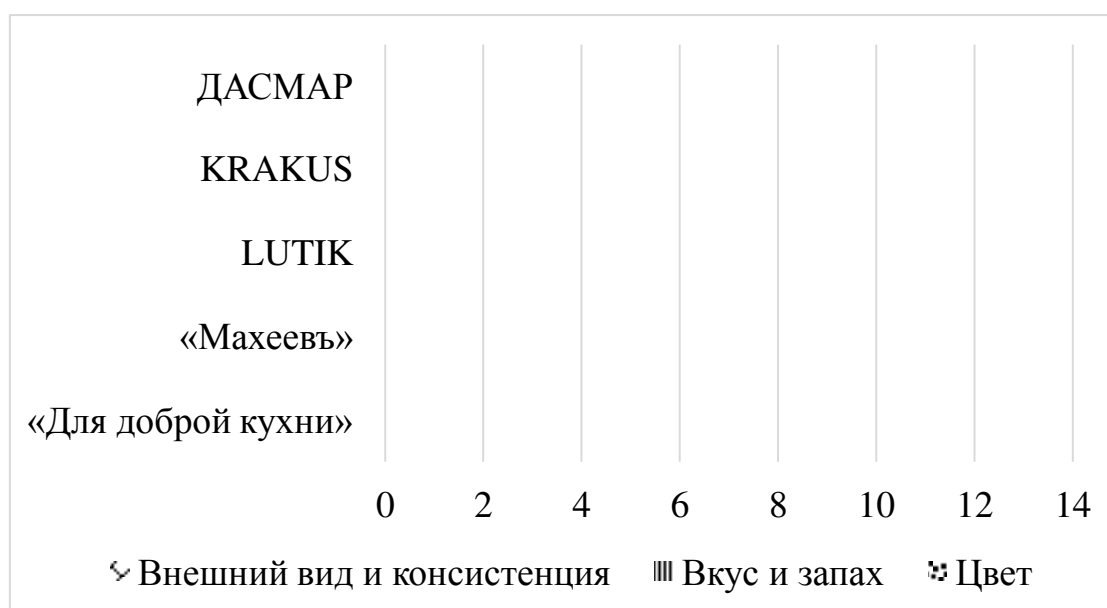 ДАСМАР
KRAKUS
LUTIK
«Махеевъ»
«Для доброй кухни»
0 2 4 6 8 10 12 14
Внешний вид и консистенция Вкус и запах Цвет